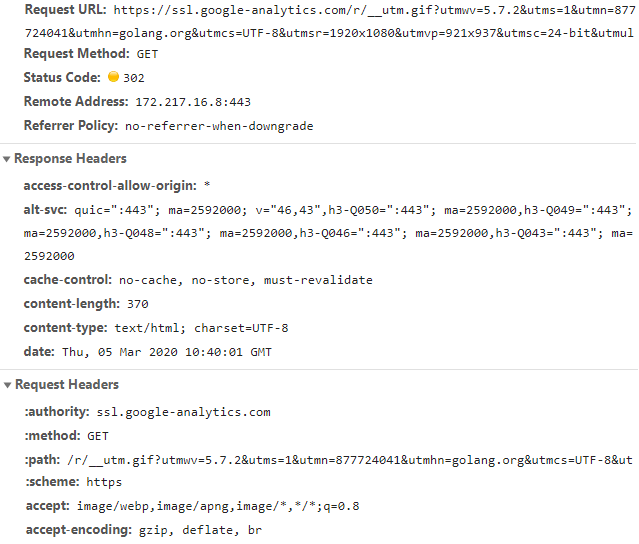 Request URL: https://ssl.google-analytics.com/r/__utm.gif?utmwv=5.7.2&utms=1&utmn=877
724041&utmhn=golang.org&utmcs=UTF-8&utmsr=1920x1080&utmvp=921x937&utmsc=24-bit&utmul
Request Method: GET
Status Code: 302
Remote Address: 172.217.16.8:443
Referrer Policy: no-referrer-when-downgrade
Response Headers
access-control-allow-origin: *
alt-svc: quic=":443"; ma=2592000; v="46,43",h3-Q050=":443"; ma=2592000,h3-Q049=":443";
ma=2592000,h3-Q048=":443"; ma=2592000,h3-Q046=":443"; ma=2592000,h3-Q043=":443"; ma=
2592000
cache-control: no-cache, no-store, must-revalidate
content-length: 370
content-type: text/html; charset=UTF-8
date: Thu, 05 Mar 2020 10:40:01 GMT
Request Headers
:authority: ssl.google-analytics.com
:method: GET
:path: /r/__utm.gif?utmwv=5.7.2&utms=1&utmn=877724041&utmhn=golang.org&utmcs=UTF-8&ut
:scheme: https
accept: image/webp,image/apng,image/*,*/*;q=0.8
accept-encoding: gzip, deflate, br